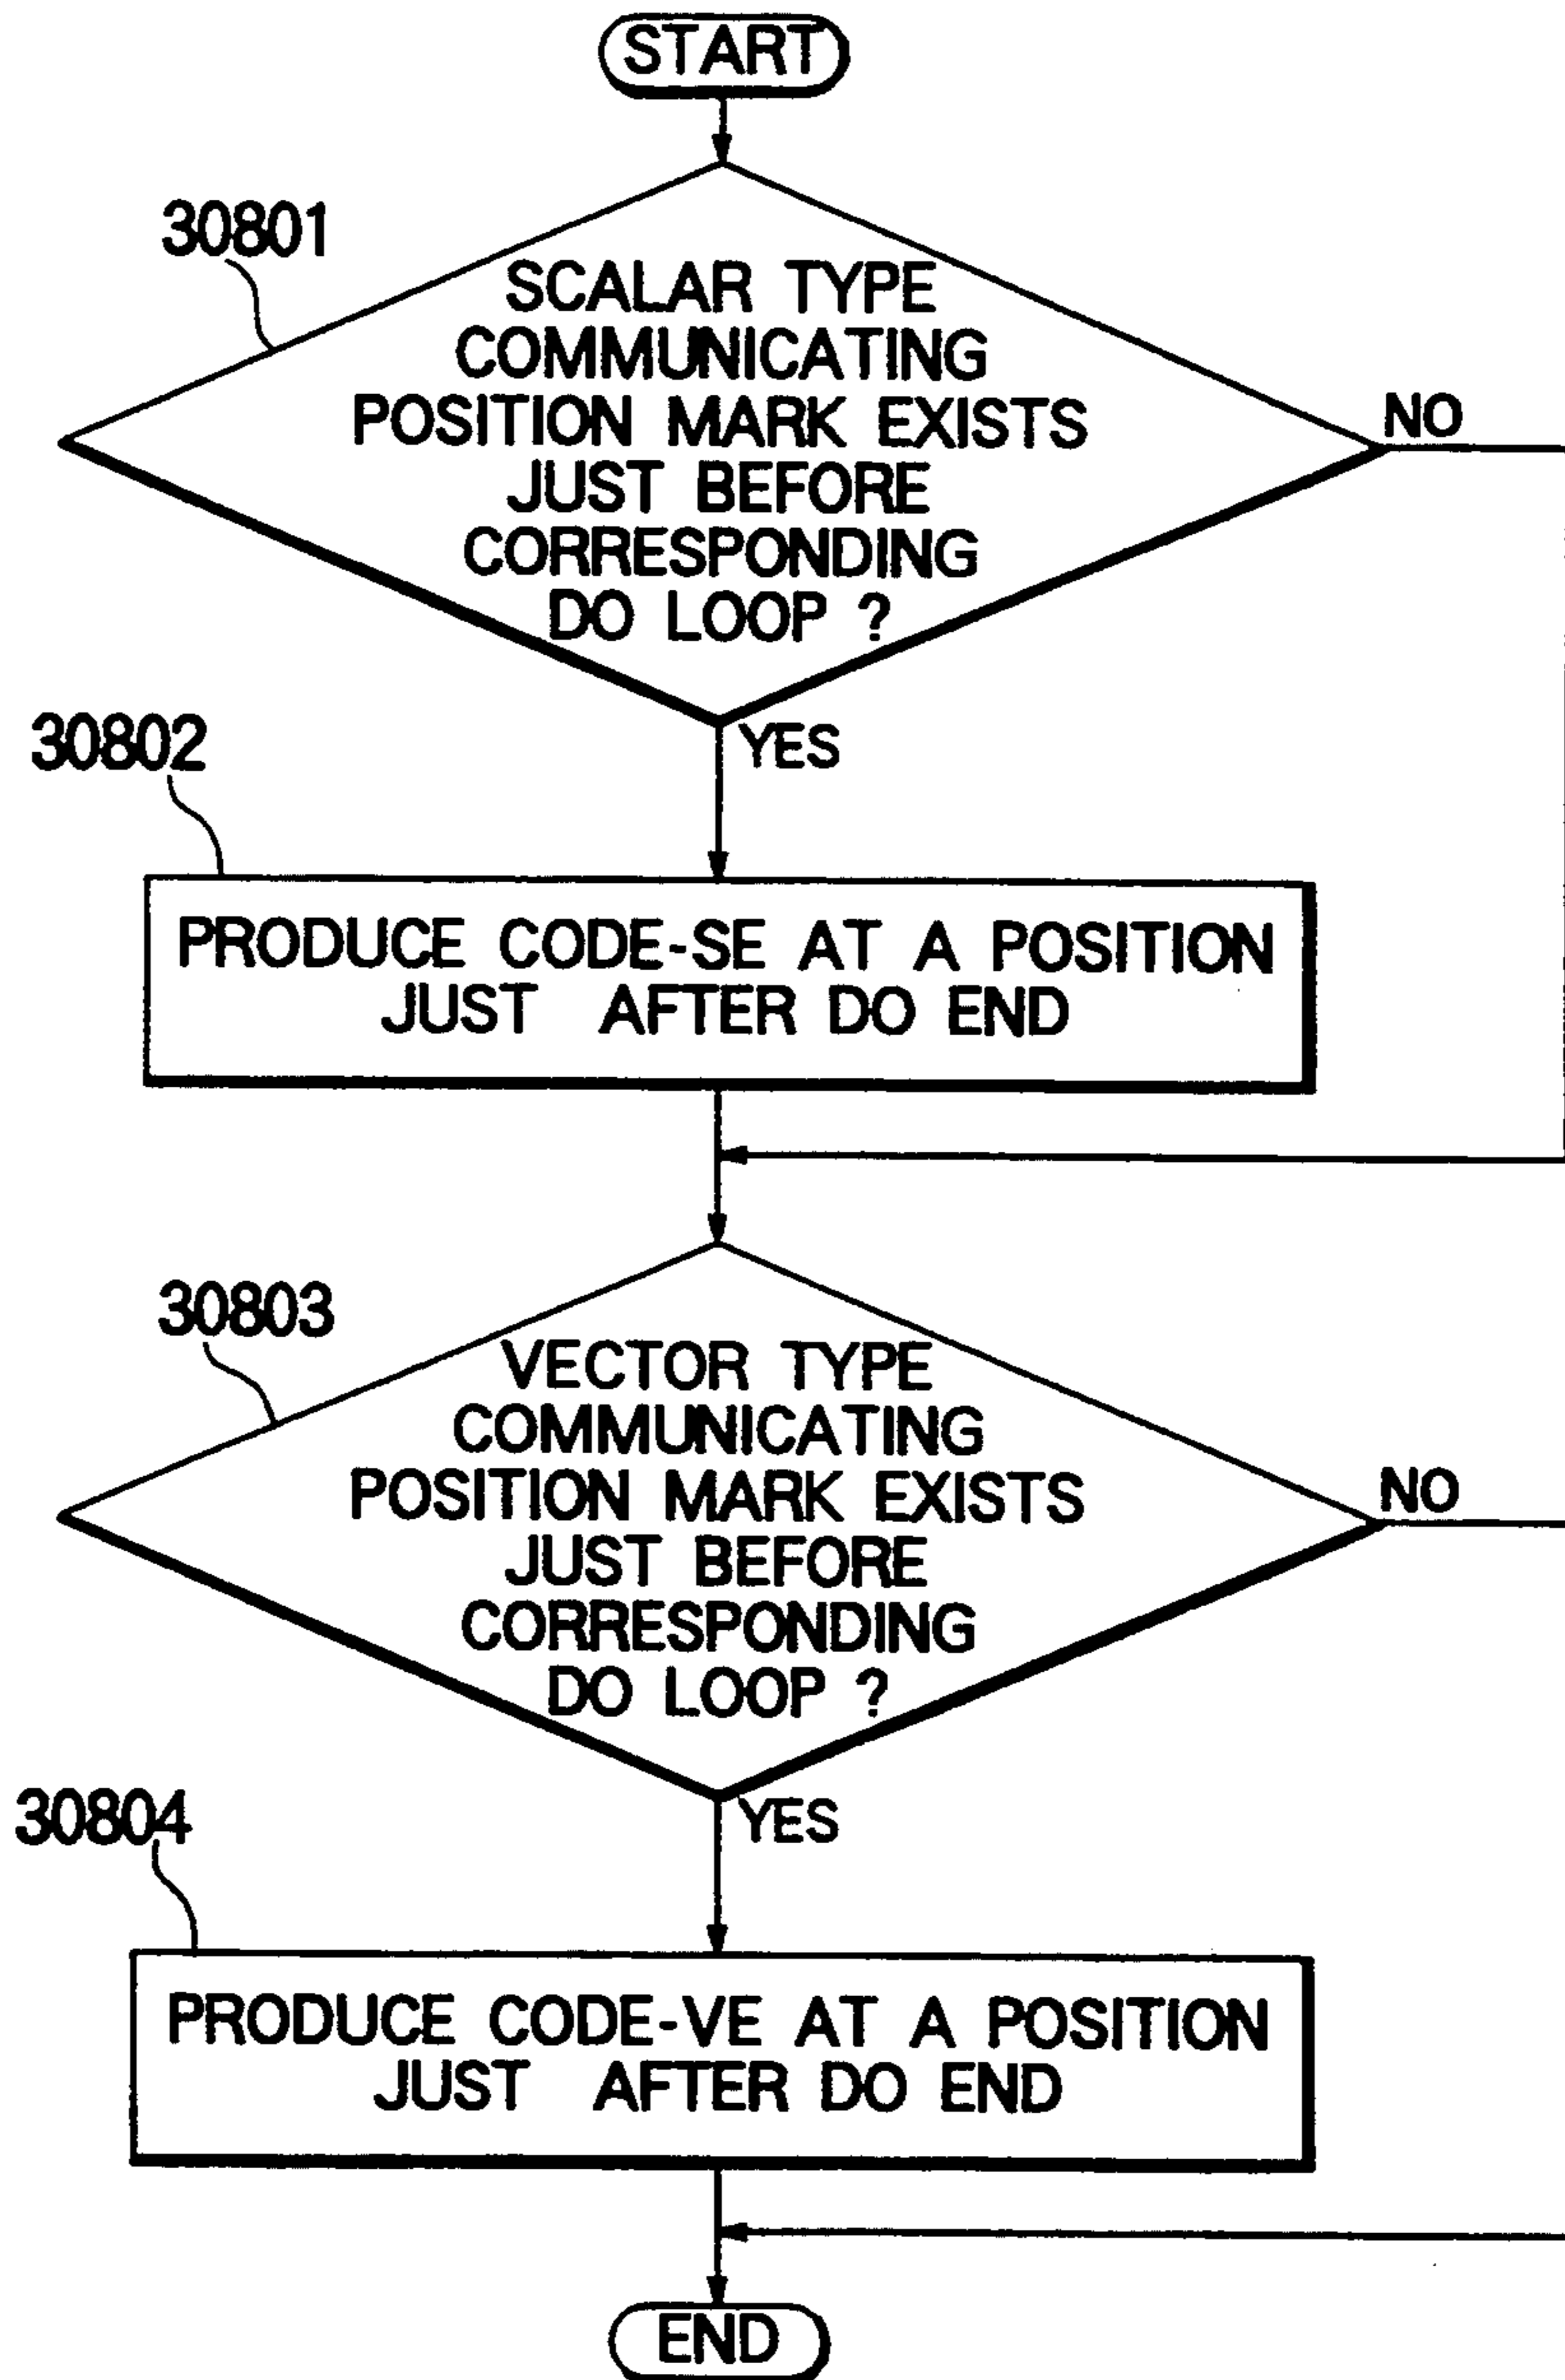 START
30801
SCALAR TYPE
COMMUNICATING
POSITION MARK EXISTS
JUST BEFORE
CORRESPONDING
DO LOOP ?
NO
YES
30802
PRODUCE CODE-SE AT A POSITION
JUST AFTER DO END
30803
VECTOR TYPE
COMMUNICATING
POSITION MARK EXISTS
JUST BEFORE
CORRESPONDING
DO LOOP ?
NO
YES
30804
PRODUCE CODE-VE AT A POSITION
JUST AFTER DO END
END